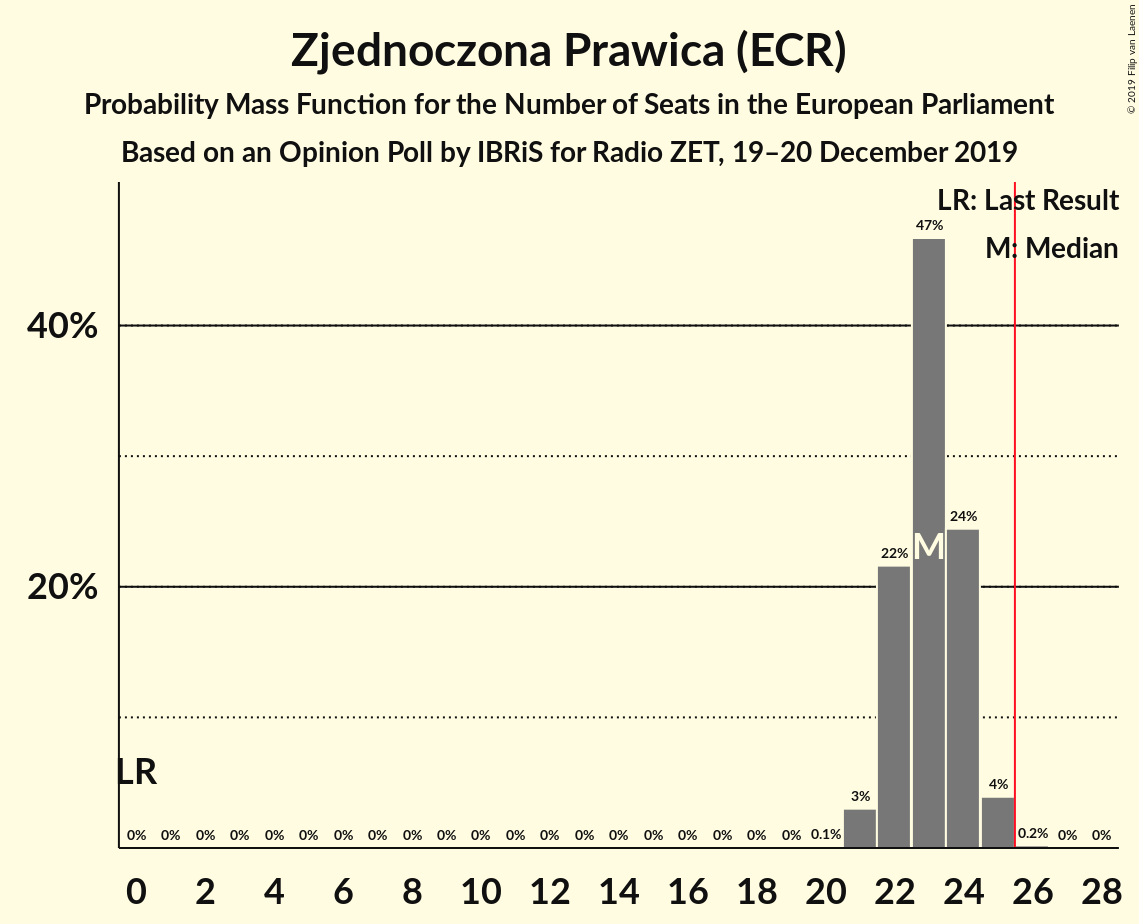 Zjednoczona Prawica (ECR)
Probability Mass Function for the Number of Seats in the European Parliament
Based on an Opinion Poll by IBRiS for Radio ZET, 19–20 December 2019
© 2019 Filip van Laenen
LR: Last Result
M: Median
47%
40%
24%
22%
M
20%
LR
4%
3%
0% 0% 0% 0% 0% 0% 0% 0% 0% 0% 0% 0% 0% 0% 0% 0% 0% 0% 0% 0% 0.1% 0.2% 0% 0%
0 2 4 6 8 10 12 14 16 18 20 22 24 26 28